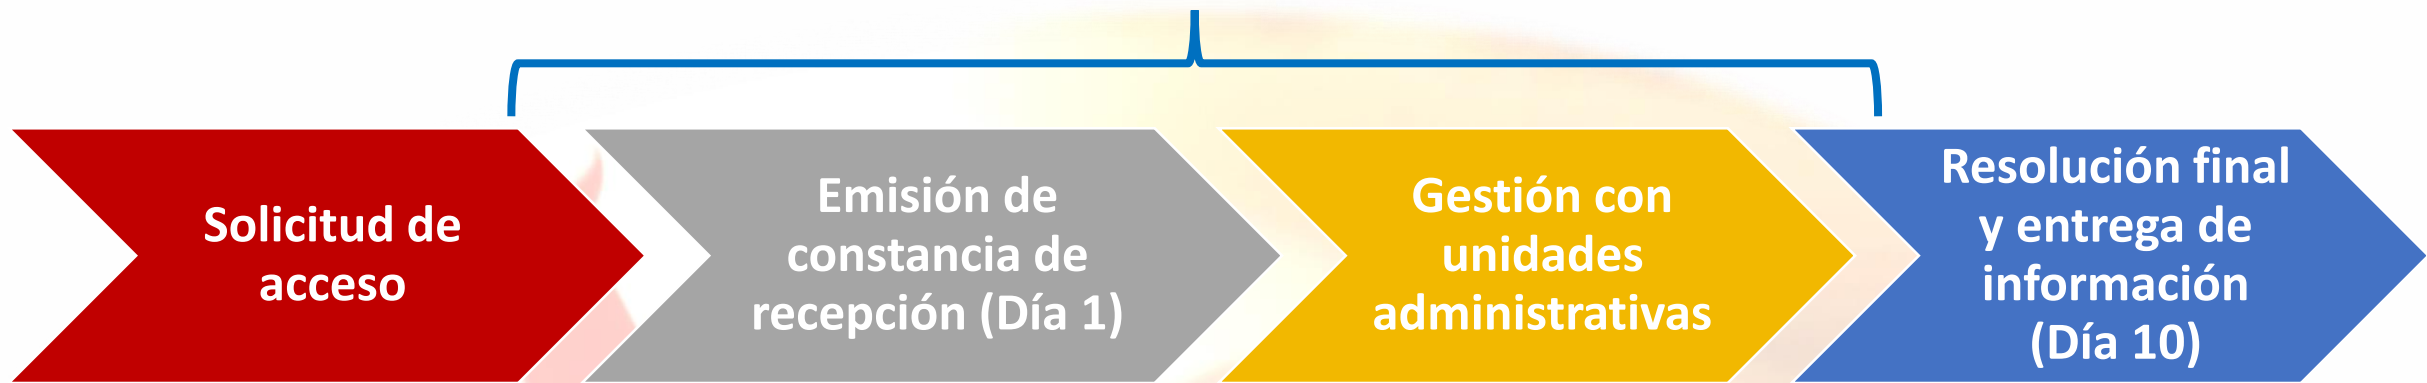 Solicitud de
acceso
Emisión de
constancia de
recepción (Día 1)
Gestión con
unidades
administrativas
Resolución final
y entrega de
información
(Día 10)